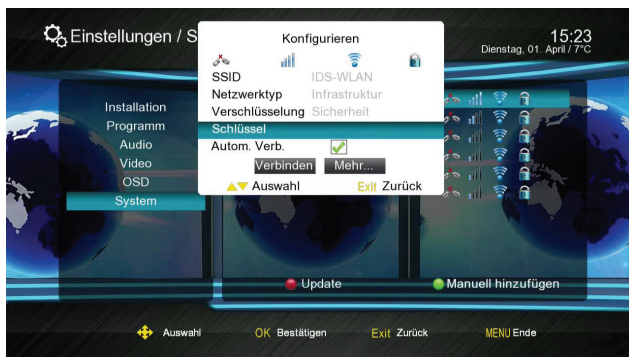 Einstellungen / S
15:23
Dienstag, 01. April / 7°C
Konfigurieren
SSID IDS-WLAN
Netzwerktyp Infrastruktur
Verschlüsselung Sicherheit
Schlüssel
Autom. Verb.
Verbinden Mehr...
Auswahl Exit Zurück
Installation
Programm
Audio
Video
OSD
System
Update
Manuell hinzufügen
Auswahl OK Bestätigen Exit Zurück MENU Ende